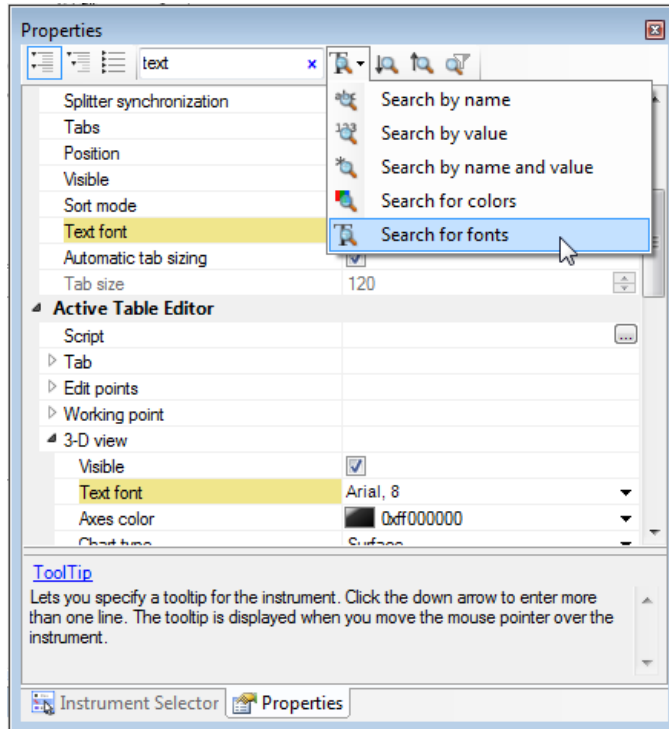 Properties
text
Search by name
Search by value
Search by name and value
Search for colors
Search for fonts
Splitter synchronization
Tabs
Position
Visible
Sort mode
Text font
Automatic tab sizing
Tab size 120
Active Table Editor
Script ...
Tab
Edit points
Working point
3-D view
Visible
Text font Arial, 8
Axes color 0xff000000
Chart type Surface
ToolTip
Lets you specify a tooltip for the instrument. Click the down arrow to enter more
than one line. The tooltip is displayed when you move the mouse pointer over the
instrument.
Instrument Selector Properties